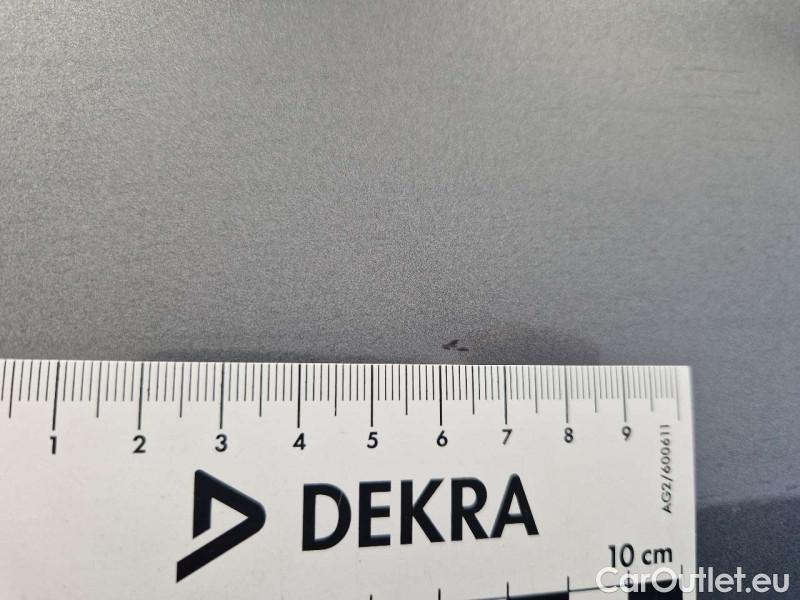 1 2 3 4 5 6 7 8 9
AG2/600611
DEKRA
10 cm
CarOutlet.eu